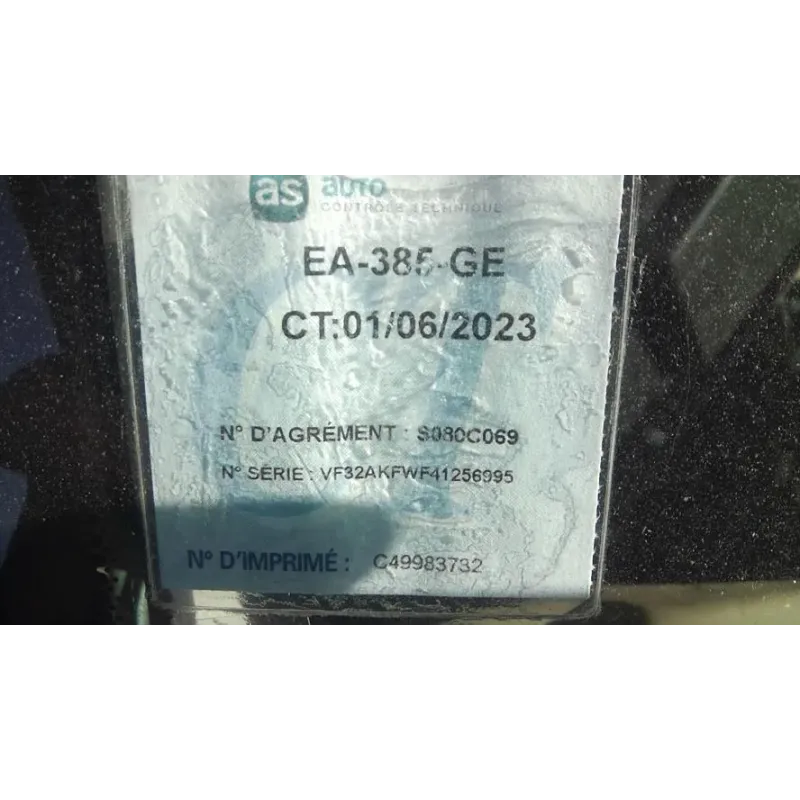 as
auto
CONTRÔLE TECHNIQUE
EA-385-GE
CT:01/06/2023
N° D'AGRÉMENT : S080C069
N° SÉRIE : VF32AKFWF41256995
N° D'IMPRIMÉ : C49983732